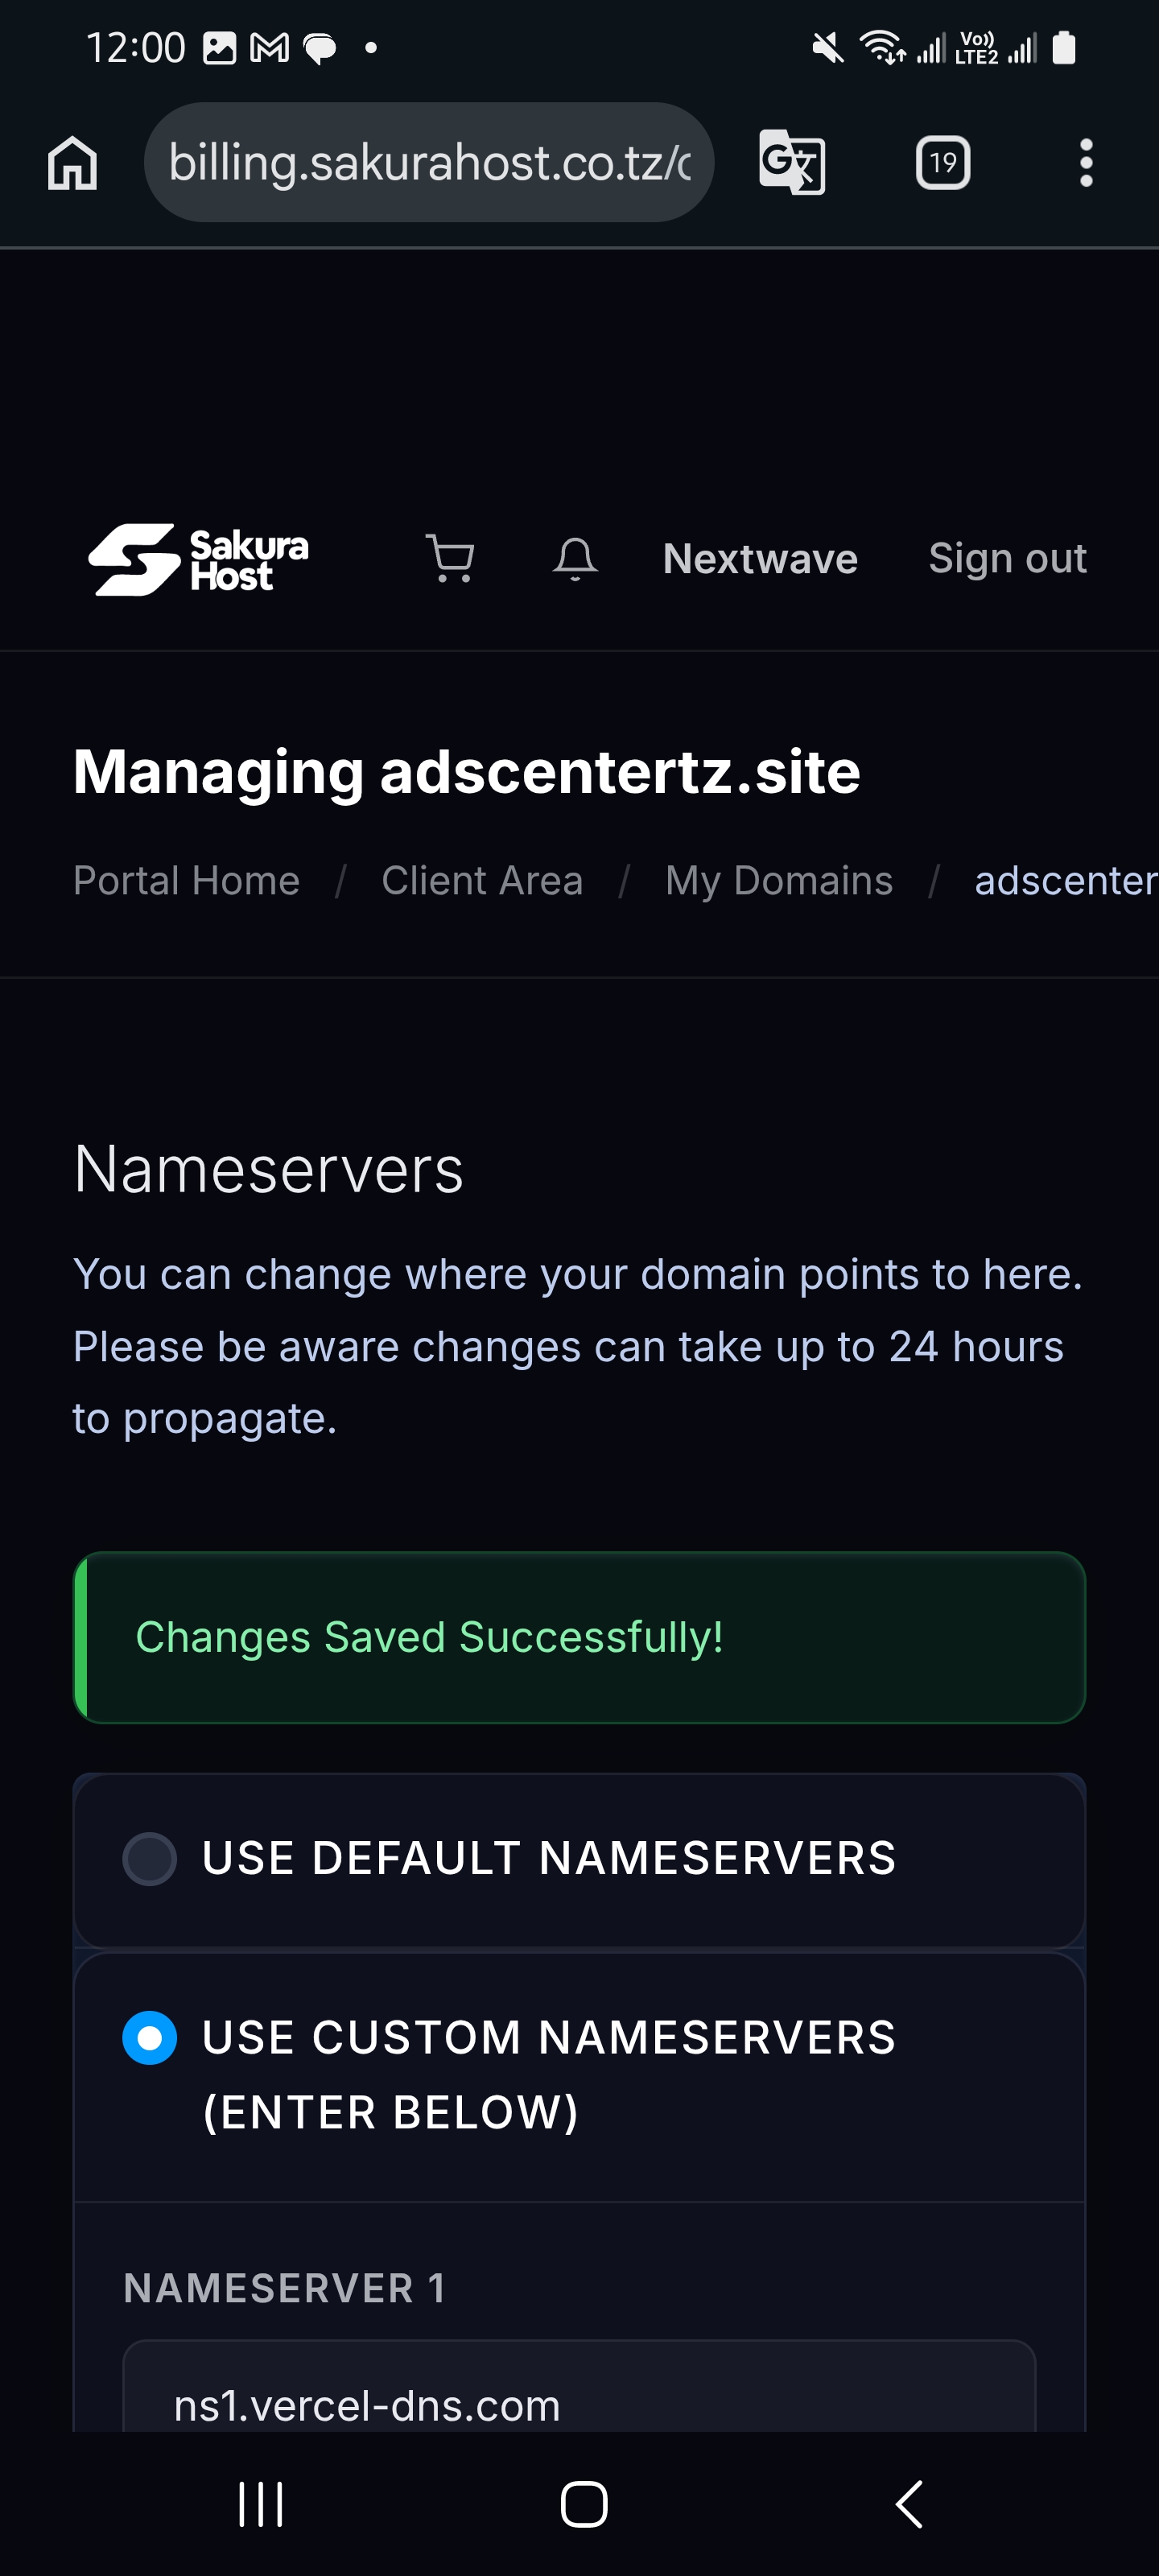 12:00
Vo)) LTE2
billing.sakurahost.co.tz/c
19
Sakura Host
Nextwave
Sign out
Managing adscentertz.site
Portal Home / Client Area / My Domains / adscenter
Nameservers
You can change where your domain points to here.
Please be aware changes can take up to 24 hours
to propagate.
Changes Saved Successfully!
USE DEFAULT NAMESERVERS
USE CUSTOM NAMESERVERS
(ENTER BELOW)
NAMESERVER 1
ns1.vercel-dns.com